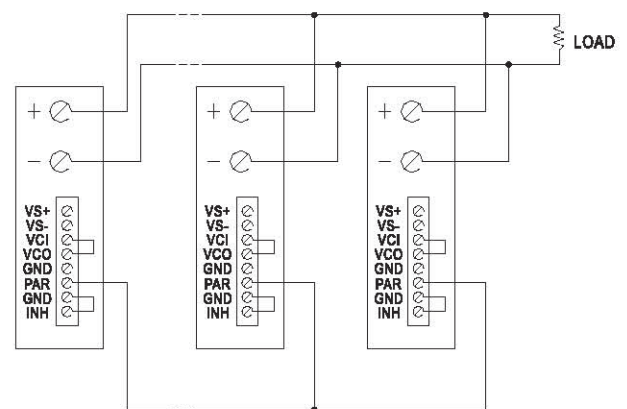 LOAD
+
−
VS+
VS-
VCI
VCO
GND
PAR
GND
INH
+
−
VS+
VS-
VCI
VCO
GND
PAR
GND
INH
+
−
VS+
VS-
VCI
VCO
GND
PAR
GND
INH